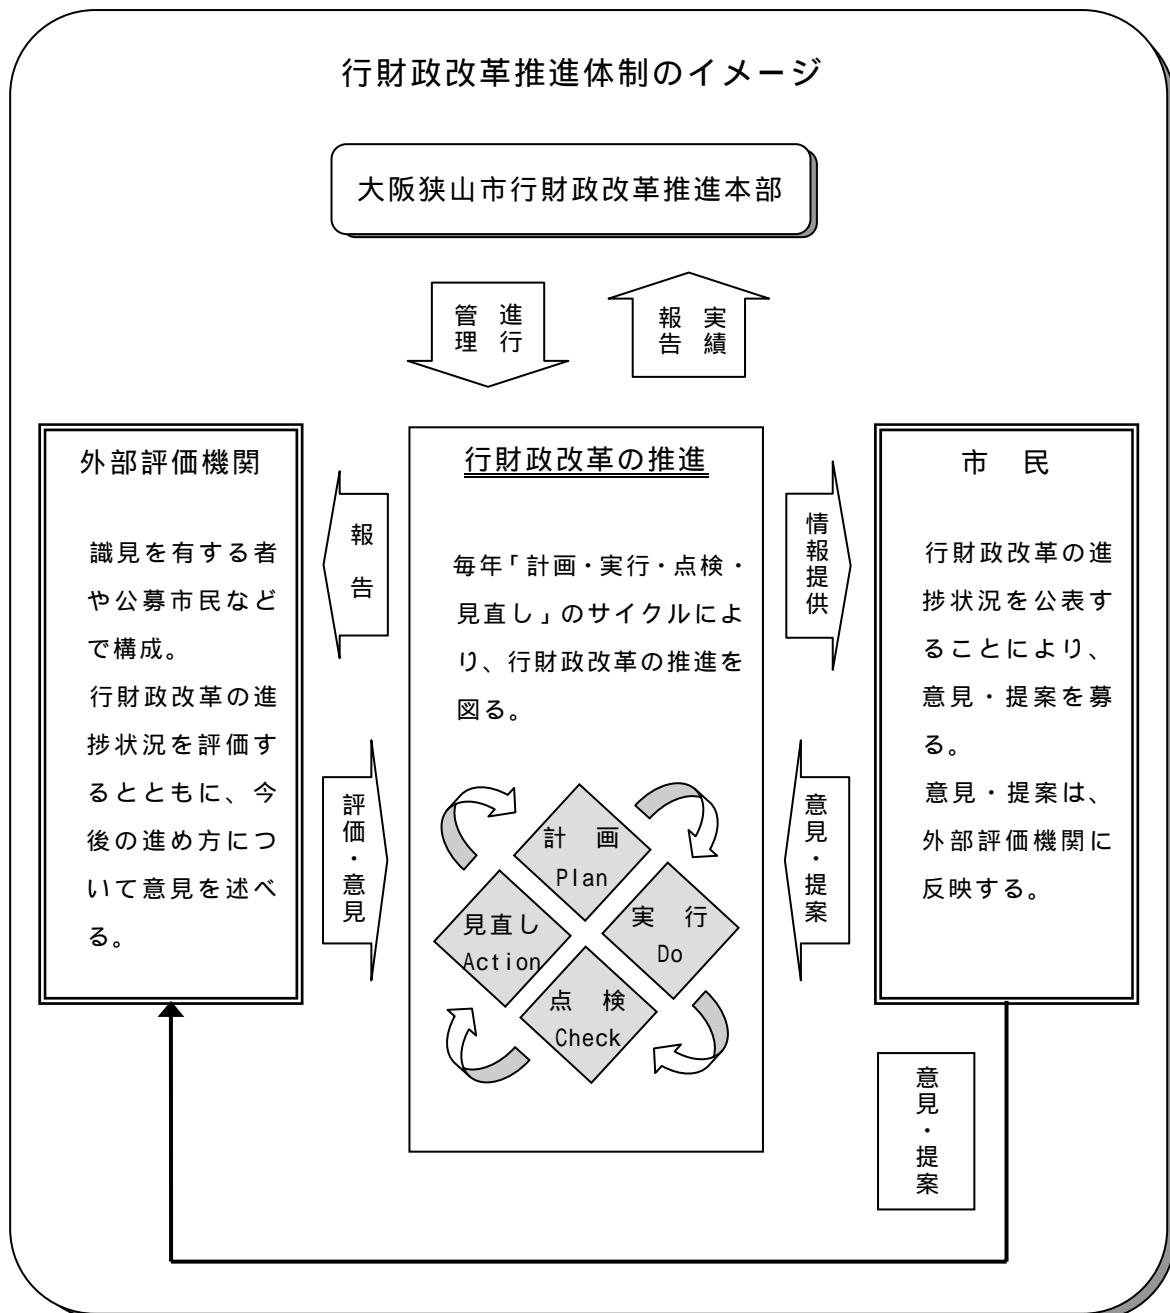 行財政改革推進体制のイメージ
大阪狭山市行財政改革推進本部
進行
管理
実績
報告
外部評価機関
識見を有する者
や公募市民など
で構成。
行財政改革の進
捗状況を評価す
るとともに、今
後の進め方につ
いて意見を述べ
る。
報告
評価・意見
行財政改革の推進
毎年「計画・実行・点検・
見直し」のサイクルによ
り、行財政改革の推進を
図る。
計画
Plan
実行
Do
見直し
Action
点検
Check
情報提供
意見・提案
市民
行財政改革の進
捗状況を公表す
ることにより、
意見・提案を募
る。
意見・提案は、
外部評価機関に
反映する。
意見・提案